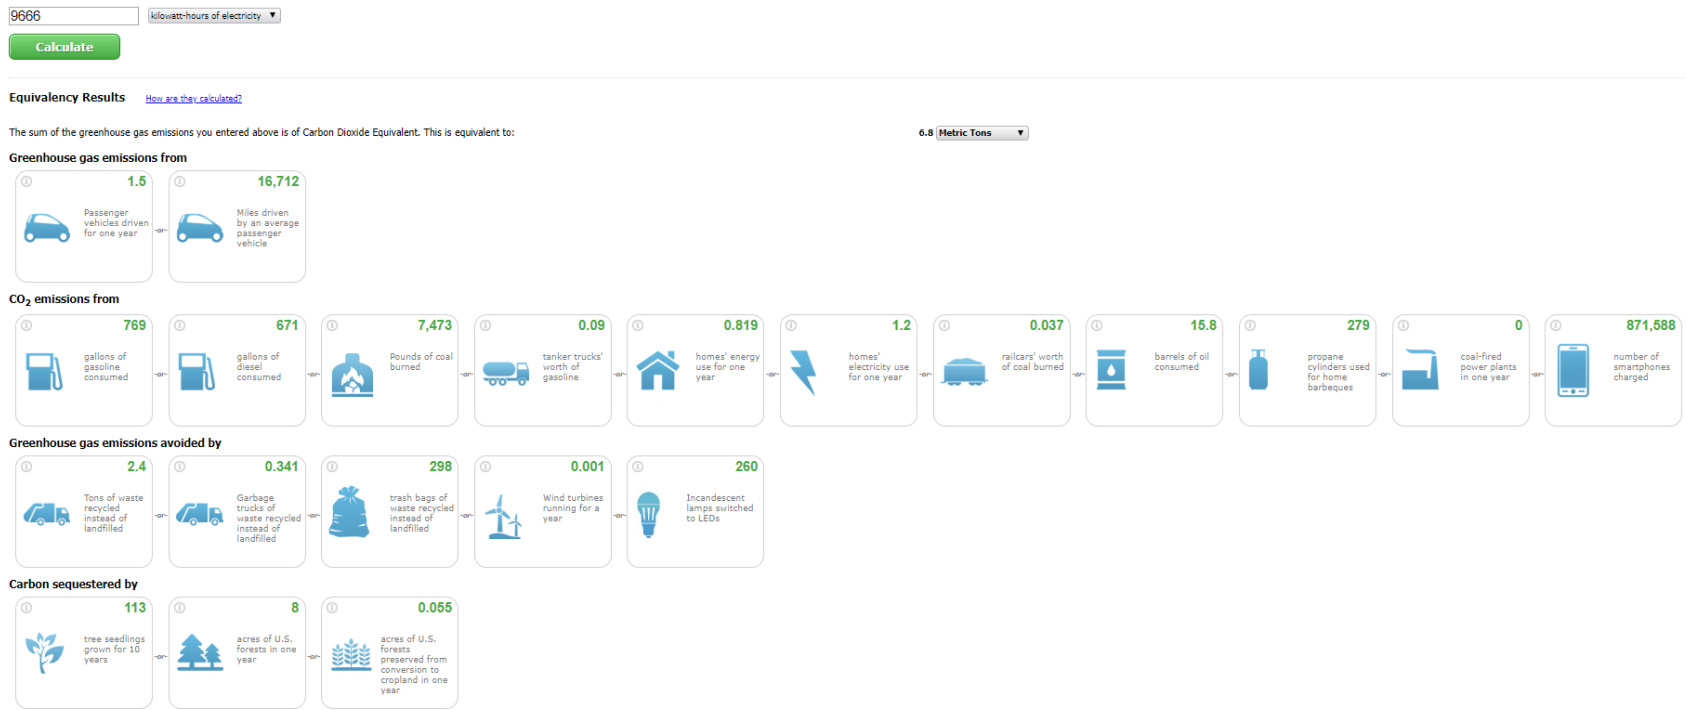 9666 kilowatt-hours of electricity
Calculate
Equivalency Results How are they calculated?
The sum of the greenhouse gas emissions you entered above is of Carbon Dioxide Equivalent. This is equivalent to: 6.8 Metric Tons
Greenhouse gas emissions from
1.5
Passenger
vehicles driven
for one year
-or-
16,712
Miles driven
by an average
passenger
vehicle
CO2 emissions from
769
gallons of
gasoline
consumed
-or-
671
gallons of
diesel
consumed
-or-
7,473
Pounds of coal
burned
-or-
0.09
tanker trucks'
worth of
gasoline
-or-
0.819
homes' energy
use for one
year
-or-
1.2
homes'
electricity use
for one year
-or-
0.037
railcars' worth
of coal burned
-or-
15.8
barrels of oil
consumed
-or-
279
propane
cylinders used
for home
barbeques
-or-
0
coal-fired
power plants
in one year
-or-
871,588
number of
smartphones
charged
Greenhouse gas emissions avoided by
2.4
Tons of waste
recycled
instead of
landfilled
-or-
0.341
Garbage
trucks of
waste recycled
instead of
landfilled
-or-
298
trash bags of
waste recycled
instead of
landfilled
-or-
0.001
Wind turbines
running for a
year
-or-
260
Incandescent
lamps switched
to LEDs
Carbon sequestered by
113
tree seedlings
grown for 10
years
-or-
8
acres of U.S.
forests in one
year
-or-
0.055
acres of U.S.
forests
preserved from
conversion to
cropland in one
year